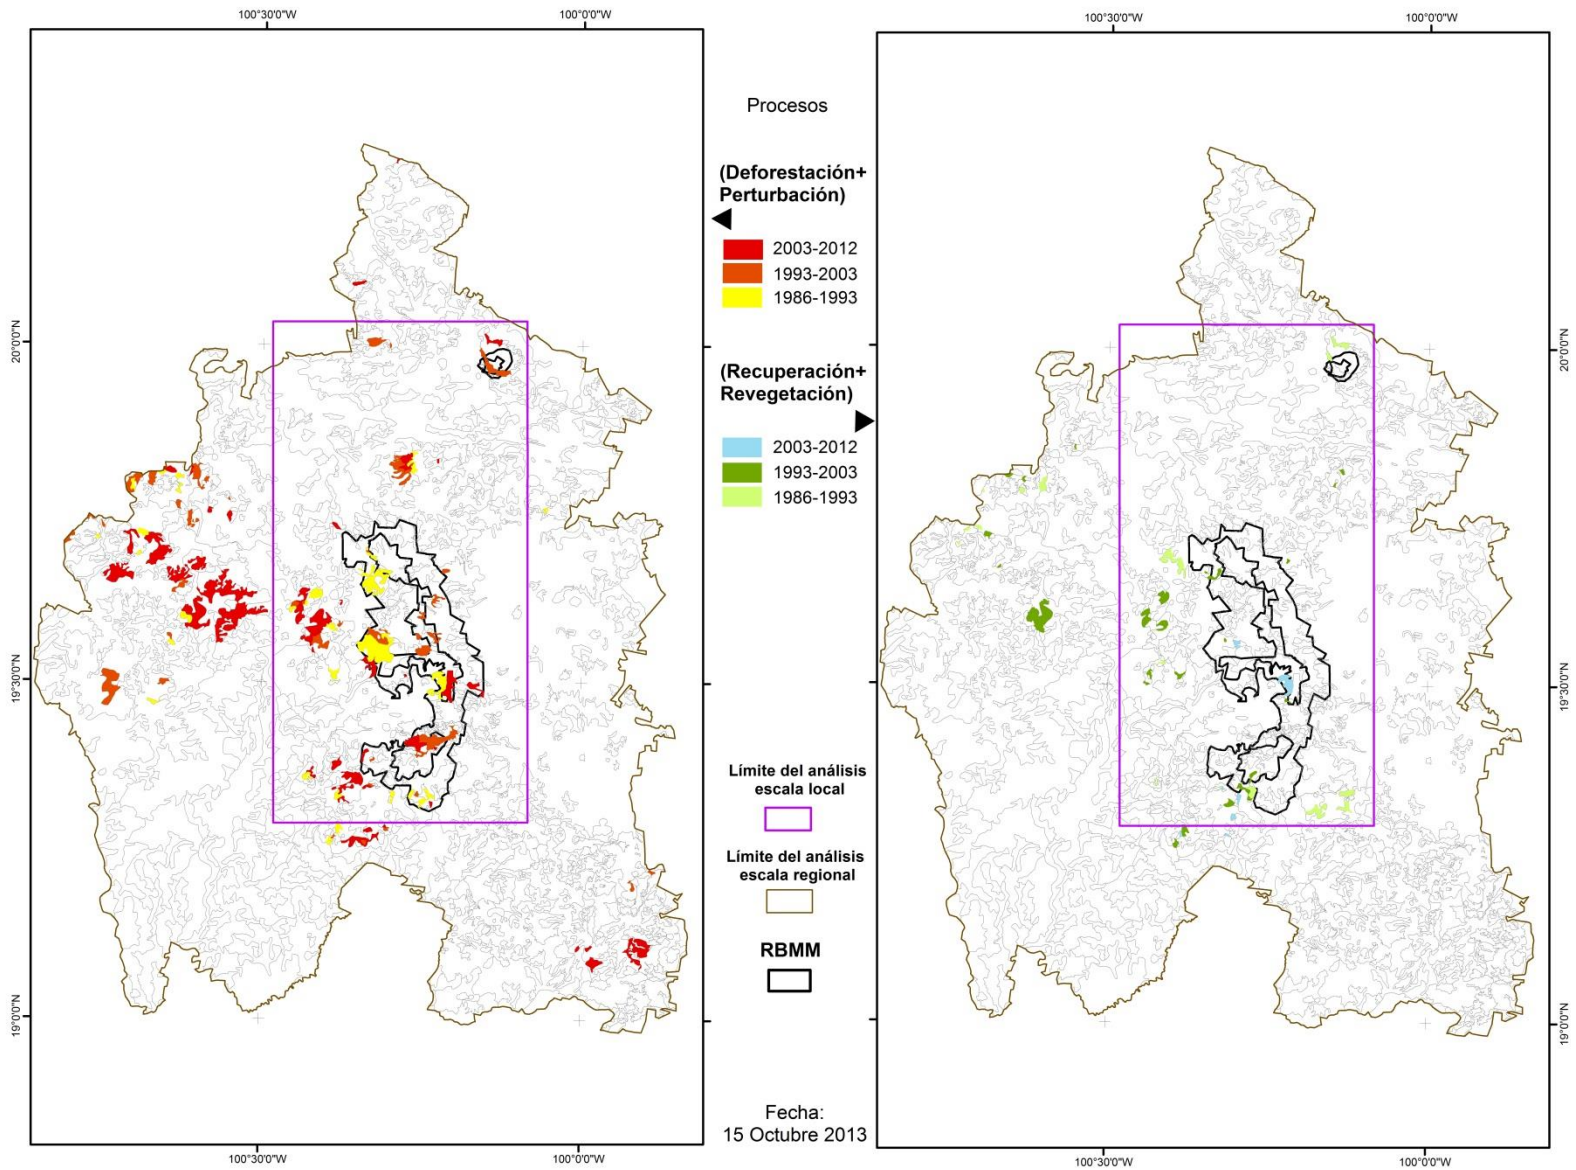 100°30'0"W
100°0'0"W
100°30'0"W
100°0'0"W
20°0'0"N
19°30'0"N
19°0'0"N
Procesos
(Deforestación+
Perturbación)
2003-2012
1993-2003
1986-1993
(Recuperación+
Revegetación)
2003-2012
1993-2003
1986-1993
Límite del análisis
escala local
Límite del análisis
escala regional
RBMM
Fecha:
15 Octubre 2013
20°0'0"N
19°30'0"N
19°0'0"N
100°30'0"W
100°0'0"W
100°30'0"W
100°0'0"W